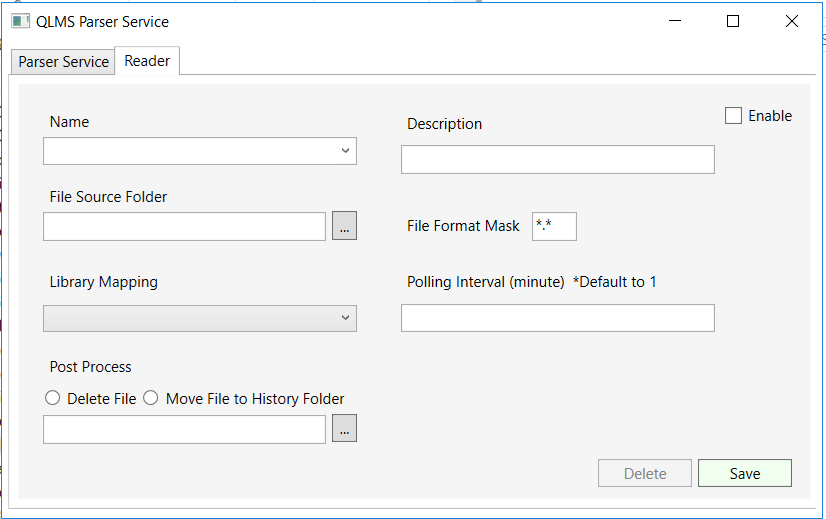 QLMS Parser Service
Parser Service
Reader
Enable
Name
Description
File Source Folder
...
File Format Mask
*.*
Library Mapping
Polling Interval (minute) *Default to 1
Post Process
Delete File
Move File to History Folder
...
Delete
Save